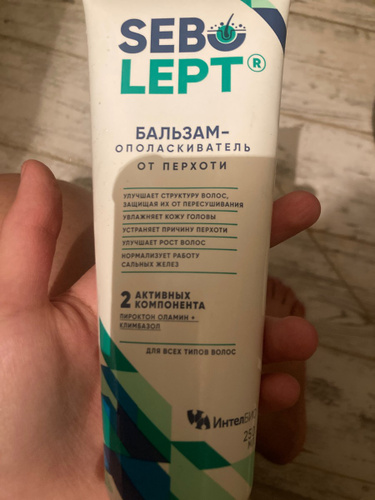 SEBO
LEPT®
БАЛЬЗАМ–
ОПОЛАСКИВАТЕЛЬ
ОТ ПЕРХОТИ
УЛУЧШАЕТ СТРУКТУРУ ВОЛОС,
ЗАЩИЩАЯ ИХ ОТ ПЕРЕСУШИВАНИЯ
УВЛАЖНЯЕТ КОЖУ ГОЛОВЫ
УСТРАНЯЕТ ПРИЧИНУ ПЕРХОТИ
УЛУЧШАЕТ РОСТ ВОЛОС
НОРМАЛИЗУЕТ РАБОТУ
САЛЬНЫХ ЖЕЛЕЗ
2 АКТИВНЫХ
КОМПОНЕНТА
ПИРОКТОН ОЛАМИН +
КЛИМБАЗОЛ
ДЛЯ ВСЕХ ТИПОВ ВОЛОС